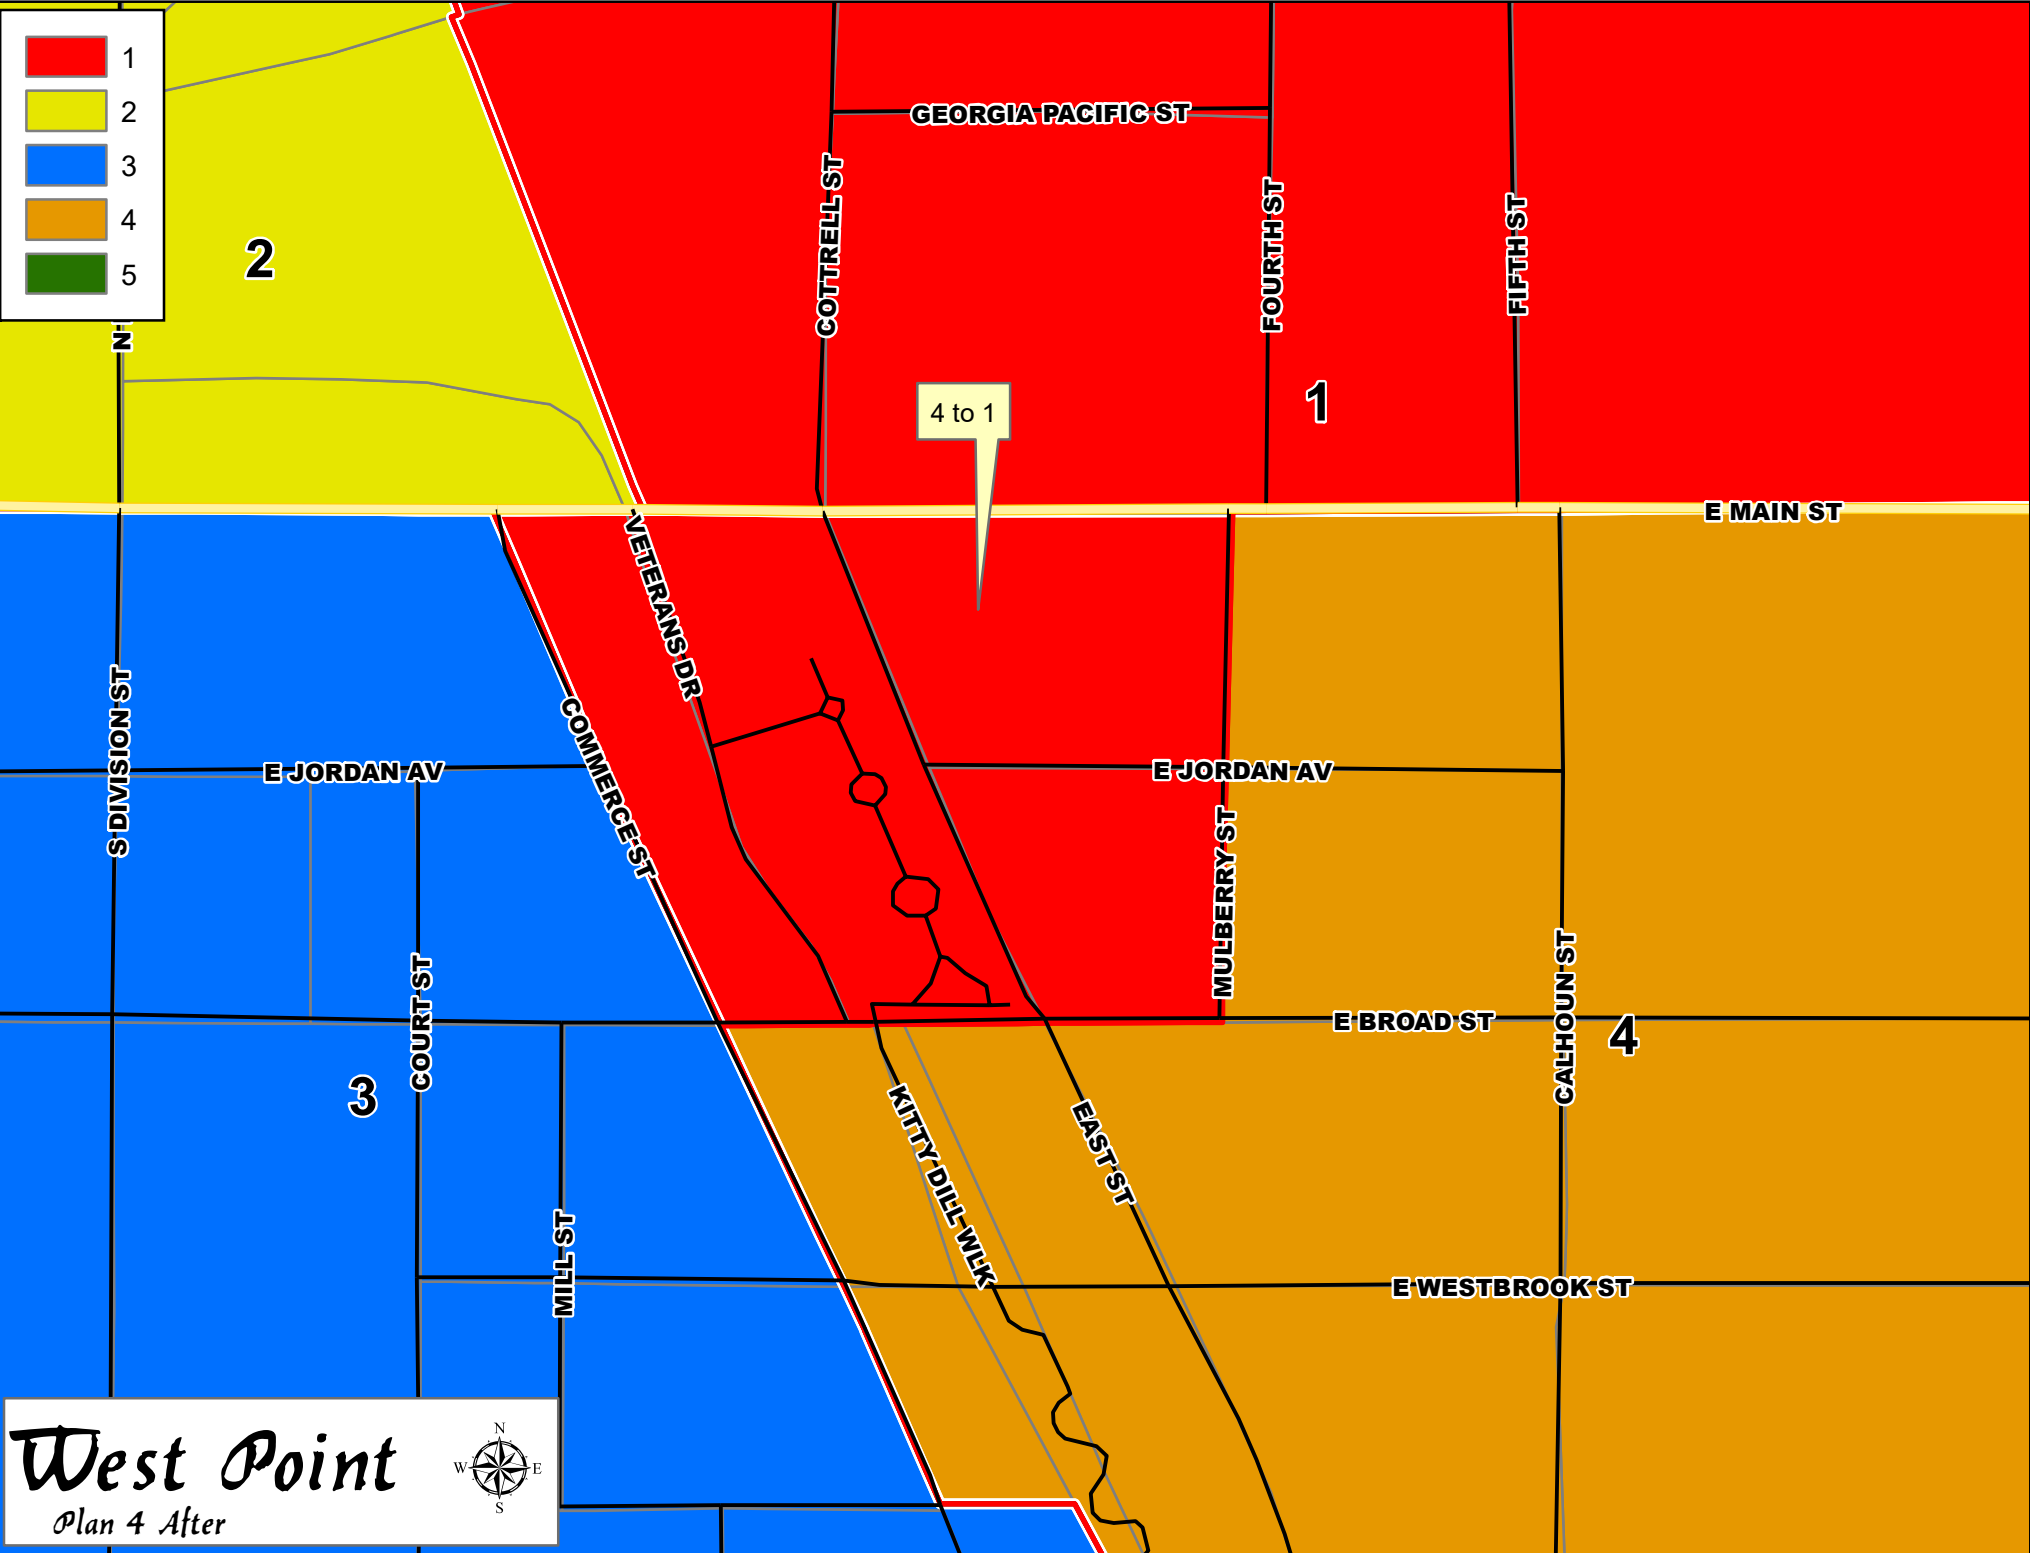 1
2
3
4
5
N
2
GEORGIA PACIFIC ST
COTTRELL ST
FOURTH ST
FIFTH ST
1
4 to 1
E MAIN ST
VETERANS DR
S DIVISION ST
COMMERCE ST
E JORDAN AV
E JORDAN AV
MULBERRY ST
COURT ST
CALHOUN ST
E BROAD ST
4
3
KITTY DILL WLK
EAST ST
MILL ST
E WESTBROOK ST
West Point
Plan 4 After
N
W E
S